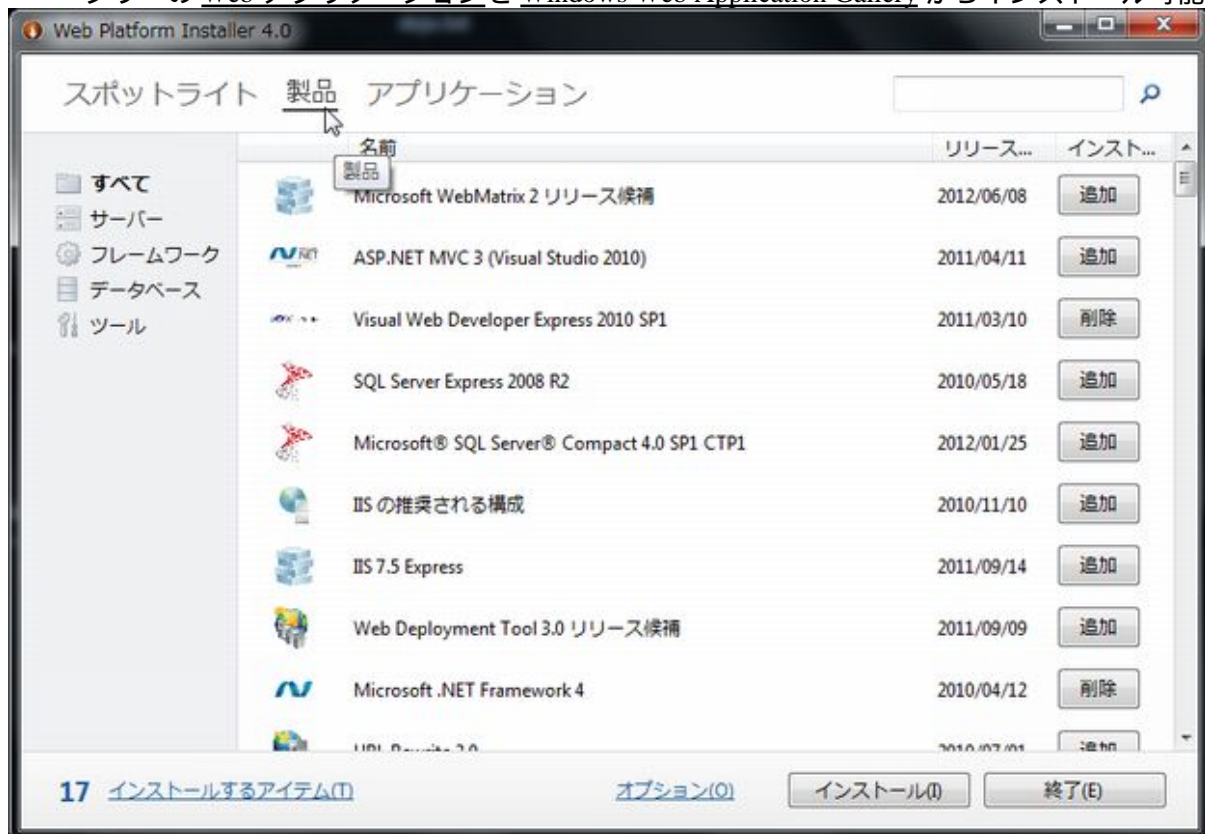 Web Platform Installer 4.0
スポットライト 製品 アプリケーション
名前 リリース... インスト...
製品
すべて
サーバー
フレームワーク
データベース
ツール
Microsoft WebMatrix 2 リリース候補 2012/06/08 追加
ASP.NET MVC 3 (Visual Studio 2010) 2011/04/11 追加
Visual Web Developer Express 2010 SP1 2011/03/10 削除
SQL Server Express 2008 R2 2010/05/18 追加
Microsoft® SQL Server® Compact 4.0 SP1 CTP1 2012/01/25 追加
IIS の推奨される構成 2010/11/10 追加
IIS 7.5 Express 2011/09/14 追加
Web Deployment Tool 3.0 リリース候補 2011/09/09 追加
Microsoft .NET Framework 4 2010/04/12 削除
17 インストールするアイテム(T) オプション(O) インストール(I) 終了(E)